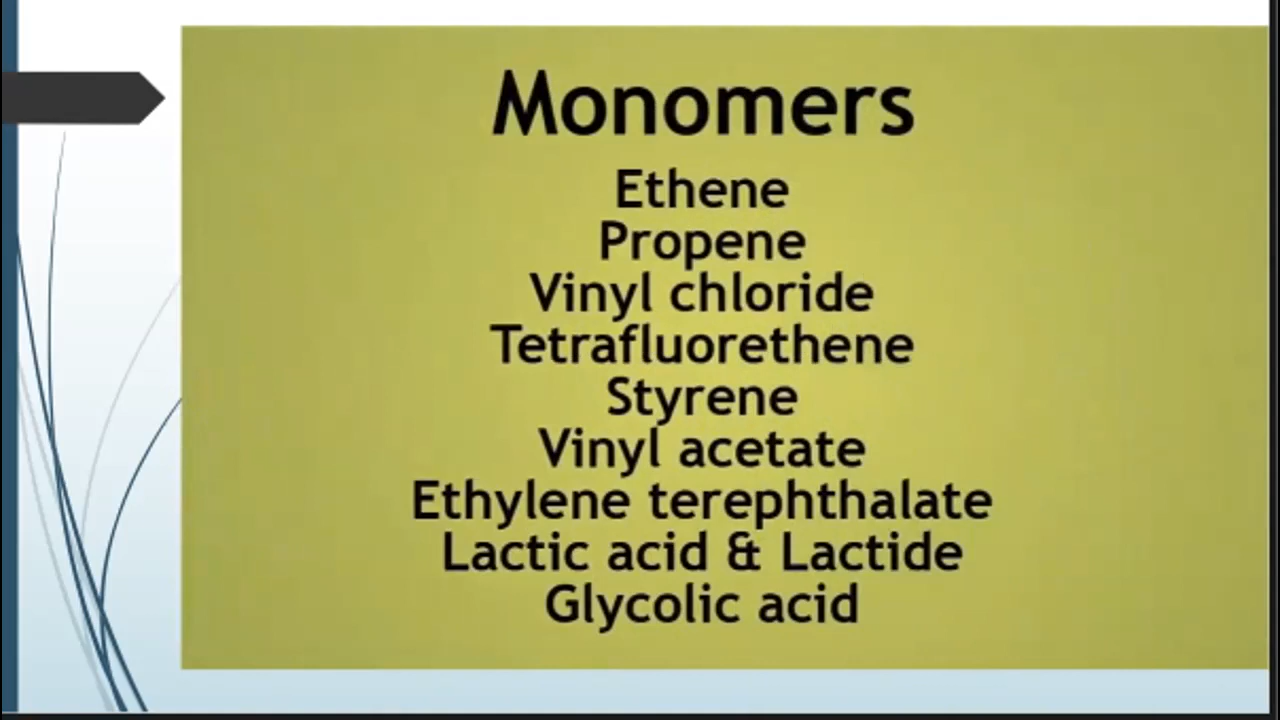 Monomers
Ethene
Propene
Vinyl chloride
Tetrafluorethene
Styrene
Vinyl acetate
Ethylene terephthalate
Lactic acid & Lactide
Glycolic acid